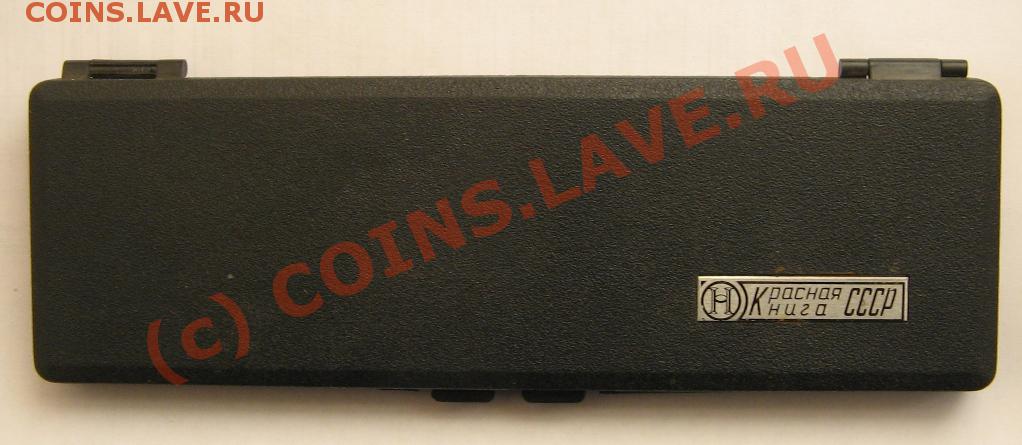 COINS.LAVE.RU
(c) COINS.LAVE.RU
Н Красная
Книга СССР